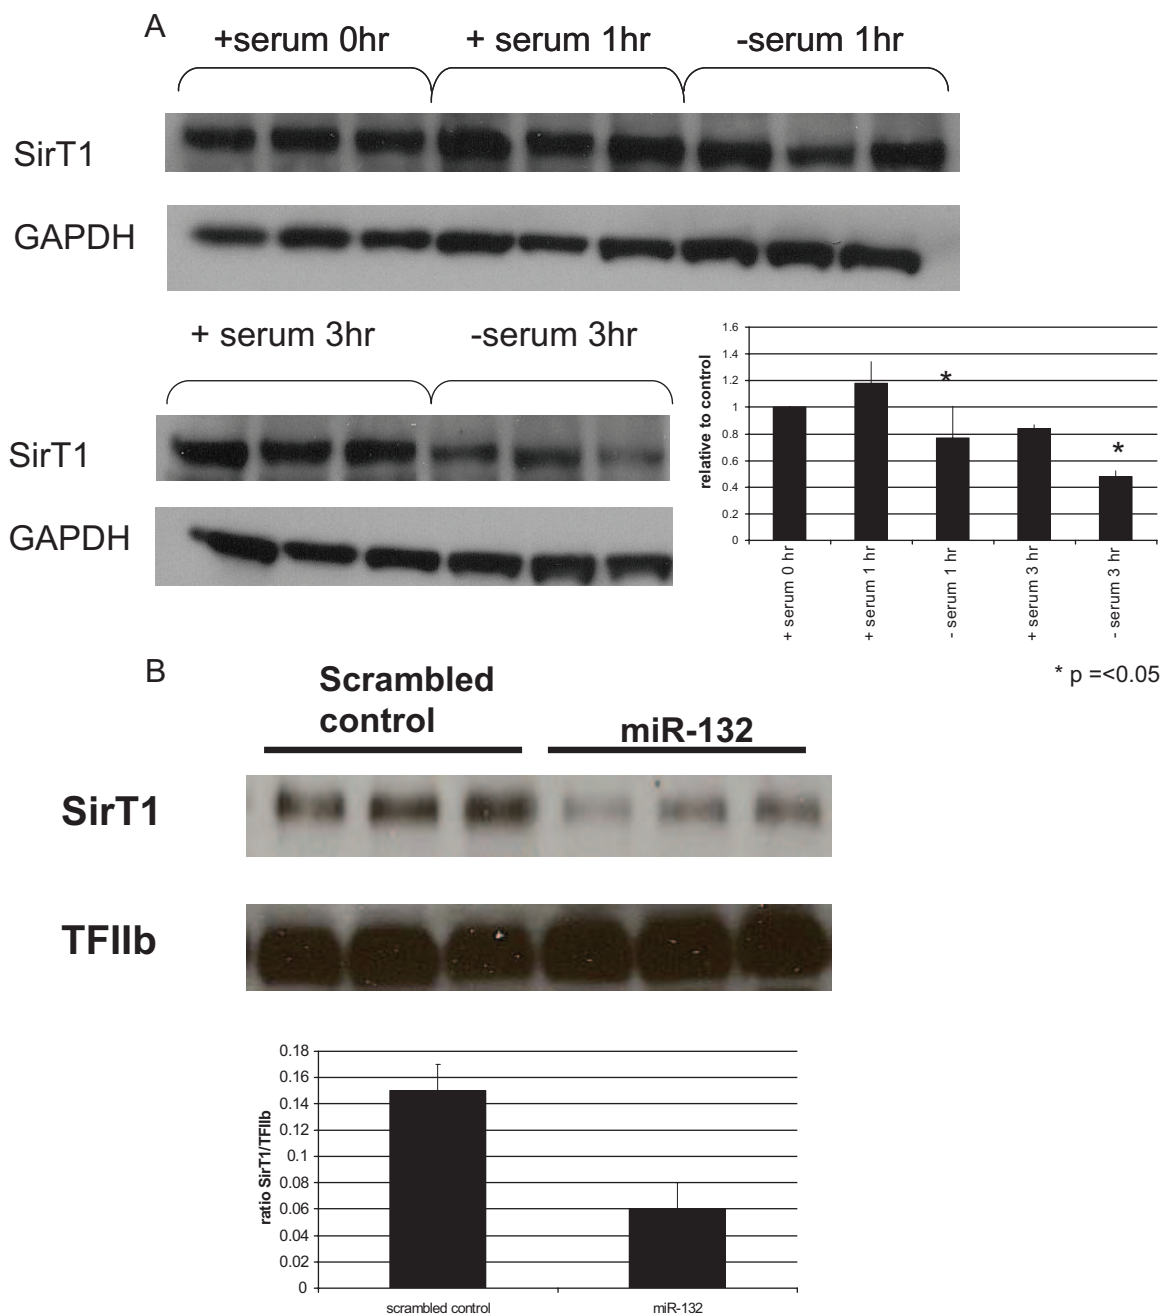 A
+serum 0hr
+ serum 1hr
-serum 1hr
SirT1
GAPDH
+ serum 3hr
-serum 3hr
SirT1
GAPDH
relative to control
1.6
1.4
1.2
1
0.8
0.6
0.4
0.2
0
*
*
+ serum 0 hr
+ serum 1 hr
- serum 1 hr
+ serum 3 hr
- serum 3 hr
* p =<0.05
B
Scrambled
control
miR-132
SirT1
TFIIb
ratio SirT1/TFIIb
0.18
0.16
0.14
0.12
0.1
0.08
0.06
0.04
0.02
0
scrambled control
miR-132